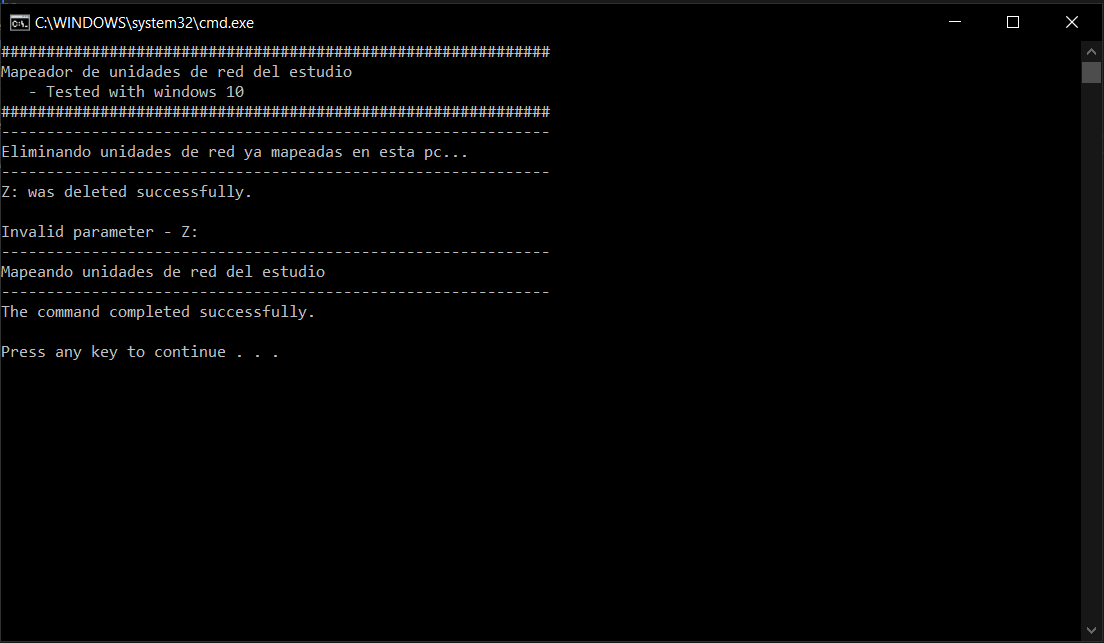 C:\WINDOWS\system32\cmd.exe
#############################################################
Mapeador de unidades de red del estudio
   - Tested with windows 10
#############################################################
-------------------------------------------------------------
Eliminando unidades de red ya mapeadas en esta pc...
-------------------------------------------------------------
Z: was deleted successfully.

Invalid parameter - Z:
-------------------------------------------------------------
Mapeando unidades de red del estudio
-------------------------------------------------------------
The command completed successfully.

Press any key to continue . . .